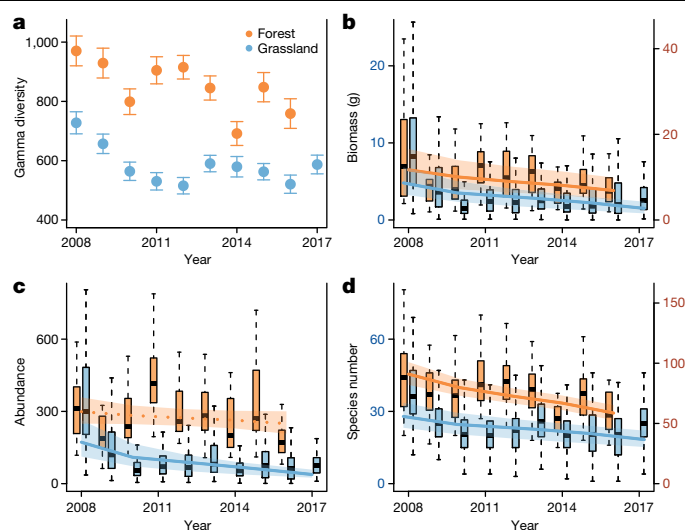 a
Forest
Grassland
1,000
800
600
400
Gamma diversity
2008
2011
2014
2017
Year
b
20
10
0
Biomass (g)
40
20
0
2008
2011
2014
2017
Year
c
600
300
0
Abundance
2008
2011
2014
2017
Year
d
60
30
0
Species number
150
100
50
0
2008
2011
2014
2017
Year